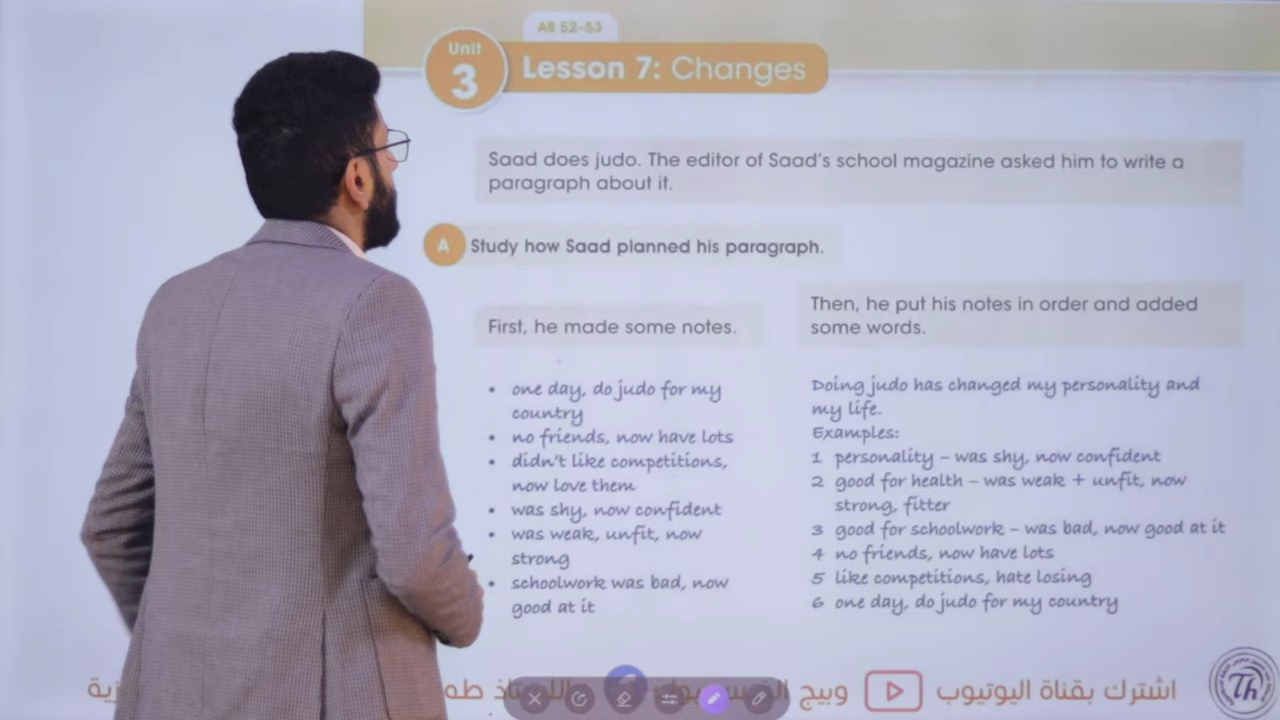 AB 52-53
Unit
3
Lesson 7: Changes
Saad does judo. The editor of Saad's school magazine asked him to write a
paragraph about it.
A Study how Saad planned his paragraph.
First, he made some notes.
• one day, do judo for my
country
• no friends, now have lots
• didn't like competitions,
now love them
• was shy, now confident
• was weak, unfit, now
strong
• schoolwork was bad, now
good at it
Then, he put his notes in order and added
some words.
Doing judo has changed my personality and
my life.
Examples:
1 personality – was shy, now confident
2 good for health – was weak + unfit, now
strong, fitter
3 good for schoolwork – was bad, now good at it
4 no friends, now have lots
5 like competitions, hate losing
6 one day, do judo for my country
اشترك بقناة اليوتيوب وبيج طه
Th